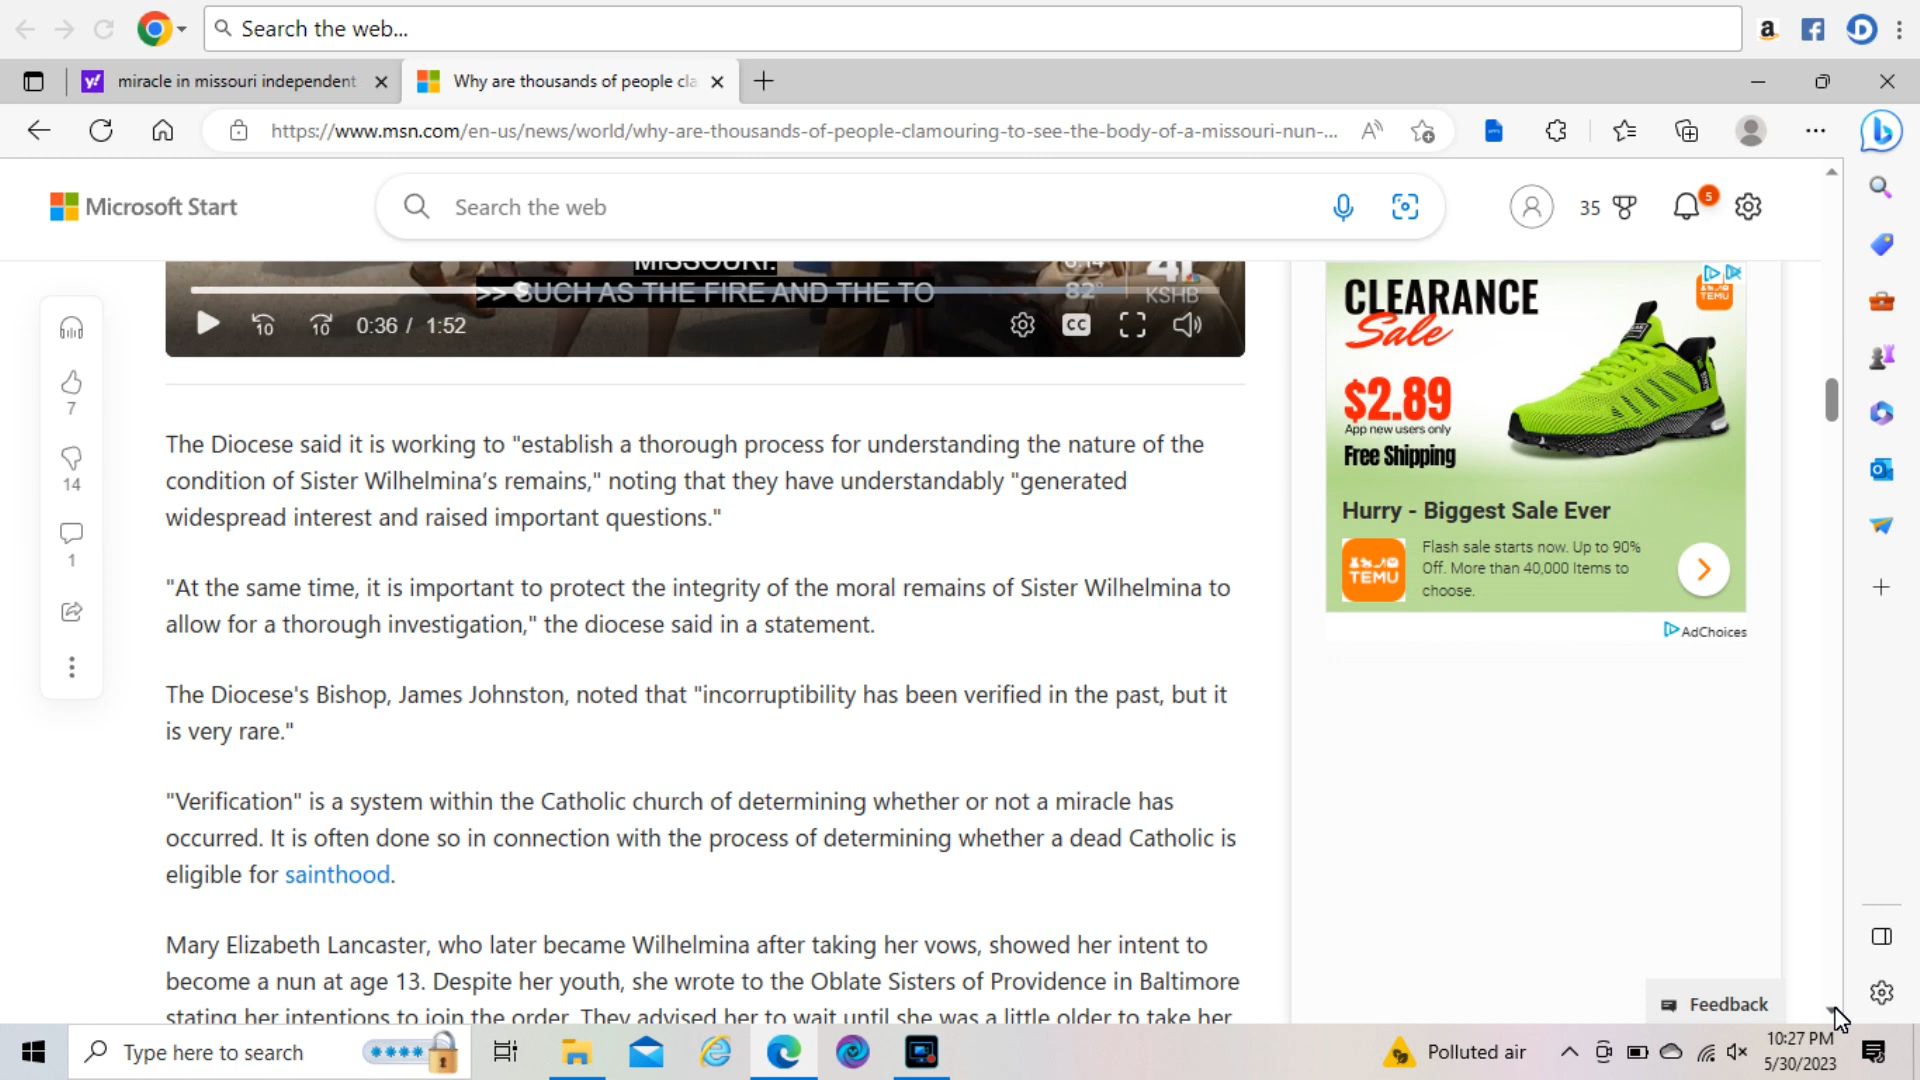 Search the web...
miracle in missouri independent
Why are thousands of people cla
https://www.msn.com/en-us/news/world/why-are-thousands-of-people-clamouring-to-see-the-body-of-a-missouri-nun-...
Microsoft Start
Search the web
35
5
MISSOURI.
>> SUCH AS THE FIRE AND THE TO
82°
41
KSHB
0:36 / 1:52
CC
7
14
1
The Diocese said it is working to "establish a thorough process for understanding the nature of the
condition of Sister Wilhelmina’s remains," noting that they have understandably "generated
widespread interest and raised important questions."
"At the same time, it is important to protect the integrity of the moral remains of Sister Wilhelmina to
allow for a thorough investigation," the diocese said in a statement.
The Diocese's Bishop, James Johnston, noted that "incorruptibility has been verified in the past, but it
is very rare."
"Verification" is a system within the Catholic church of determining whether or not a miracle has
occurred. It is often done so in connection with the process of determining whether a dead Catholic is
eligible for sainthood.
Mary Elizabeth Lancaster, who later became Wilhelmina after taking her vows, showed her intent to
become a nun at age 13. Despite her youth, she wrote to the Oblate Sisters of Providence in Baltimore
stating her intentions to join the order. They advised her to wait until she was a little older to take her
CLEARANCE
Sale
TEMU
$2.89
App new users only
Free Shipping
Hurry - Biggest Sale Ever
TEMU
Flash sale starts now. Up to 90%
Off. More than 40,000 Items to
choose.
AdChoices
Feedback
Type here to search
Polluted air
10:27 PM
5/30/2023